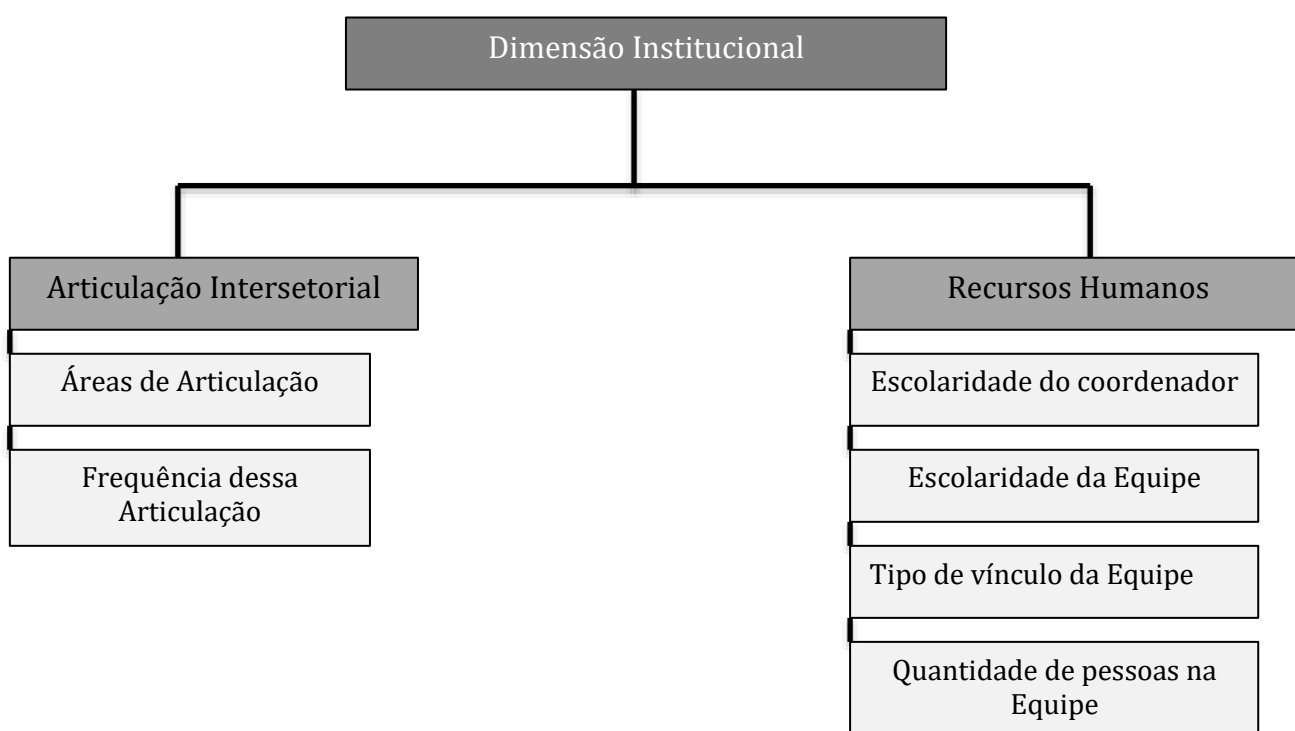 Dimensão Institucional
Articulação Intersetorial
Áreas de Articulação
Frequência dessa
Articulação
Recursos Humanos
Escolaridade do coordenador
Escolaridade da Equipe
Tipo de vínculo da Equipe
Quantidade de pessoas na
Equipe